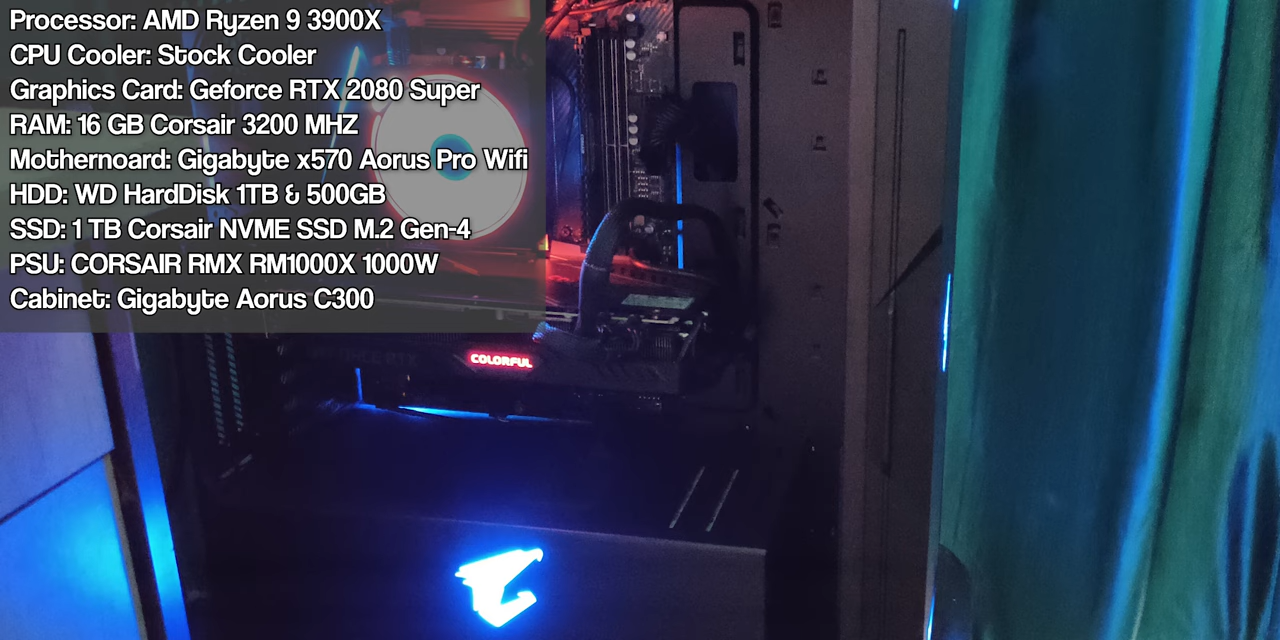 Processor: AMD Ryzen 9 3900X
CPU Cooler: Stock Cooler
Graphics Card: Geforce RTX 2080 Super
RAM: 16 GB Corsair 3200 MHZ
Mothernoard: Gigabyte x570 Aorus Pro Wifi
HDD: WD HardDisk 1TB & 500GB
SSD: 1 TB Corsair NVME SSD M.2 Gen-4
PSU: CORSAIR RMX RM1000X 1000W
Cabinet: Gigabyte Aorus C300
GEFORCE RTX
COLORFUL